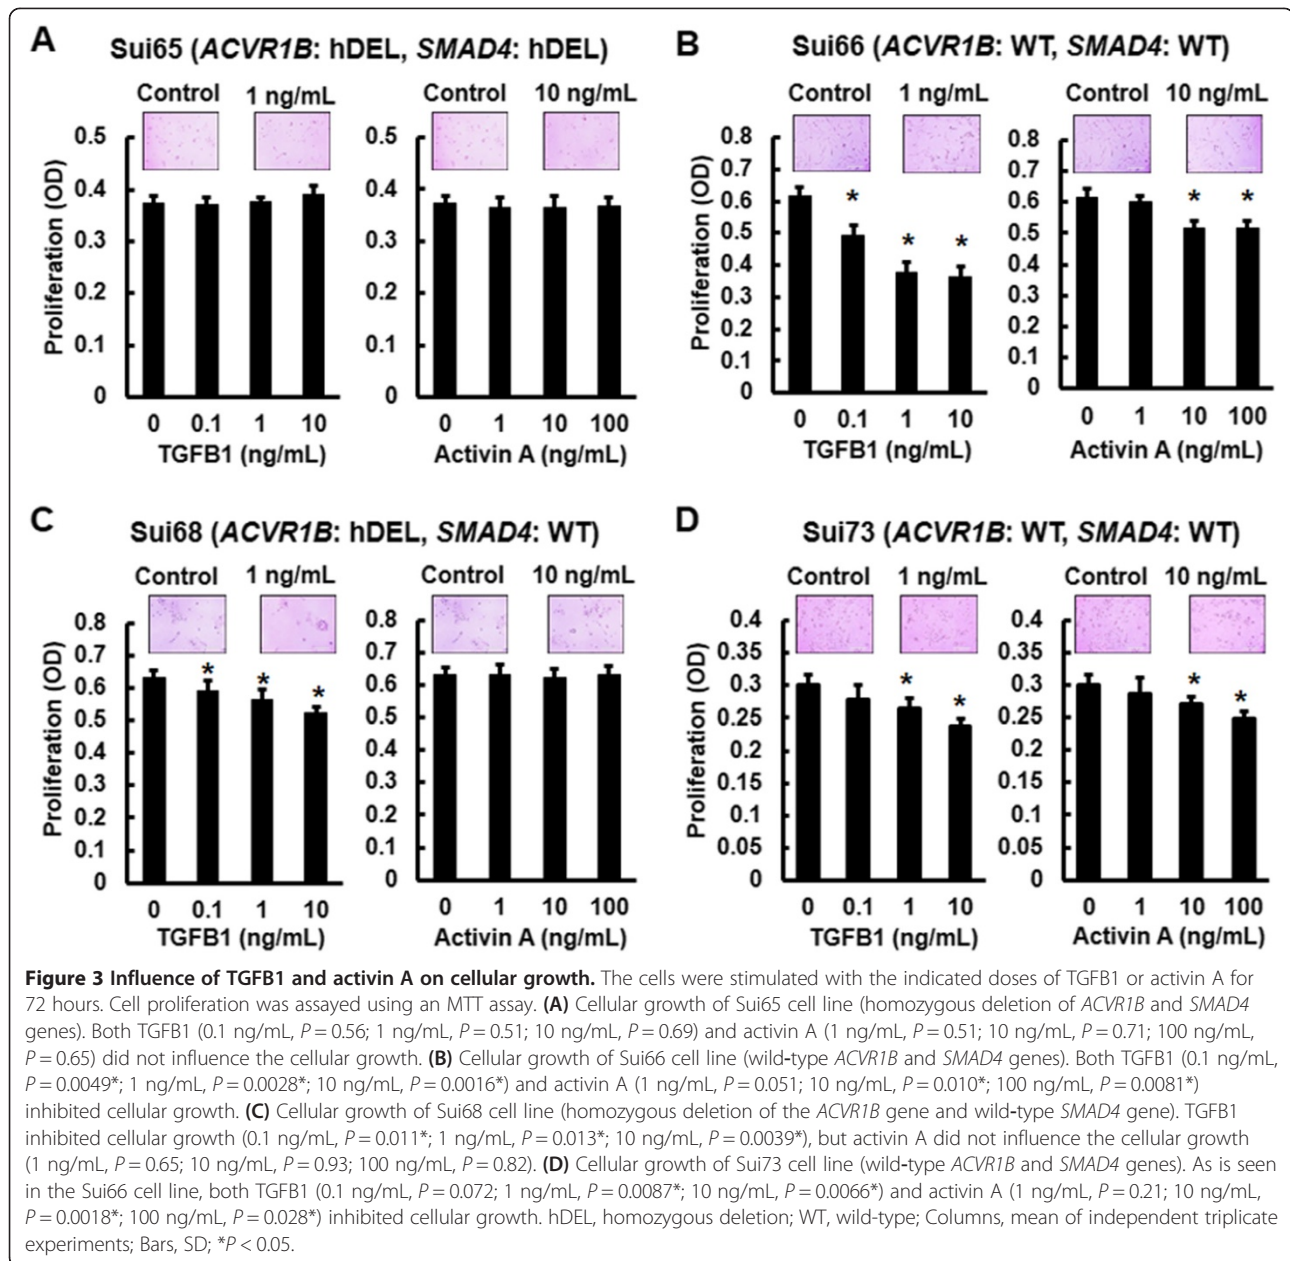 A Sui65 (ACVR1B: hDEL, SMAD4: hDEL)
Control 1 ng/mL
Proliferation (OD)
0.5
0.4
0.3
0.2
0.1
0
0 0.1 1 10
TGFB1 (ng/mL)
Control 10 ng/mL
0.5
0.4
0.3
0.2
0.1
0
0 1 10 100
Activin A (ng/mL)
B Sui66 (ACVR1B: WT, SMAD4: WT)
Control 1 ng/mL
Proliferation (OD)
0.8
0.7
0.6
0.5
0.4
0.3
0.2
0.1
0
* * *
0 0.1 1 10
TGFB1 (ng/mL)
Control 10 ng/mL
0.8
0.7
0.6
0.5
0.4
0.3
0.2
0.1
0
* *
0 1 10 100
Activin A (ng/mL)
C Sui68 (ACVR1B: hDEL, SMAD4: WT)
Control 1 ng/mL
Proliferation (OD)
0.8
0.7
0.6
0.5
0.4
0.3
0.2
0.1
0
* * *
0 0.1 1 10
TGFB1 (ng/mL)
Control 10 ng/mL
0.8
0.7
0.6
0.5
0.4
0.3
0.2
0.1
0
0 1 10 100
Activin A (ng/mL)
D Sui73 (ACVR1B: WT, SMAD4: WT)
Control 1 ng/mL
Proliferation (OD)
0.4
0.35
0.3
0.25
0.2
0.15
0.1
0.05
0
* *
0 0.1 1 10
TGFB1 (ng/mL)
Control 10 ng/mL
0.4
0.35
0.3
0.25
0.2
0.15
0.1
0.05
0
* *
0 1 10 100
Activin A (ng/mL)
Figure 3 Influence of TGFB1 and activin A on cellular growth. The cells were stimulated with the indicated doses of TGFB1 or activin A for
72 hours. Cell proliferation was assayed using an MTT assay. (A) Cellular growth of Sui65 cell line (homozygous deletion of ACVR1B and SMAD4
genes). Both TGFB1 (0.1 ng/mL, P = 0.56; 1 ng/mL, P = 0.51; 10 ng/mL, P = 0.69) and activin A (1 ng/mL, P = 0.51; 10 ng/mL, P = 0.71; 100 ng/mL,
P = 0.65) did not influence the cellular growth. (B) Cellular growth of Sui66 cell line (wild-type ACVR1B and SMAD4 genes). Both TGFB1 (0.1 ng/mL,
P = 0.0049*; 1 ng/mL, P = 0.0028*; 10 ng/mL, P = 0.0016*) and activin A (1 ng/mL, P = 0.051; 10 ng/mL, P = 0.010*; 100 ng/mL, P = 0.0081*)
inhibited cellular growth. (C) Cellular growth of Sui68 cell line (homozygous deletion of the ACVR1B gene and wild-type SMAD4 gene). TGFB1
inhibited cellular growth (0.1 ng/mL, P = 0.011*; 1 ng/mL, P = 0.013*; 10 ng/mL, P = 0.0039*), but activin A did not influence the cellular growth
(1 ng/mL, P = 0.65; 10 ng/mL, P = 0.93; 100 ng/mL, P = 0.82). (D) Cellular growth of Sui73 cell line (wild-type ACVR1B and SMAD4 genes). As is seen
in the Sui66 cell line, both TGFB1 (0.1 ng/mL, P = 0.072; 1 ng/mL, P = 0.0087*; 10 ng/mL, P = 0.0066*) and activin A (1 ng/mL, P = 0.21; 10 ng/mL,
P = 0.0018*; 100 ng/mL, P = 0.028*) inhibited cellular growth. hDEL, homozygous deletion; WT, wild-type; Columns, mean of independent triplicate
experiments; Bars, SD; *P < 0.05.